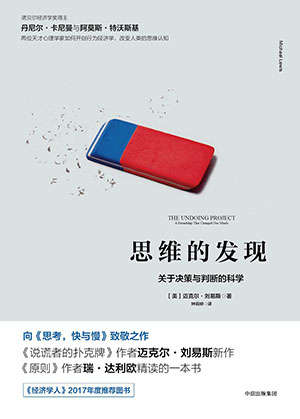 诺贝尔经济学奖得主
丹尼尔·卡尼曼与阿莫斯·特沃斯基
两位天才心理学家如何开创行为经济学，改变人类的思维认知
Michael Lewis
THE UNDOING PROJECT
A Friendship That Changed Our Minds
思维的发现
关于决策与判断的科学
［美］迈克尔·刘易斯 著
钟莉婷 译
向《思考，快与慢》致敬之作
《说谎者的扑克牌》作者迈克尔·刘易斯新作
《原则》作者瑞·达利欧精读的一本书
《经济学人》2017年度推荐图书
中信出版集团